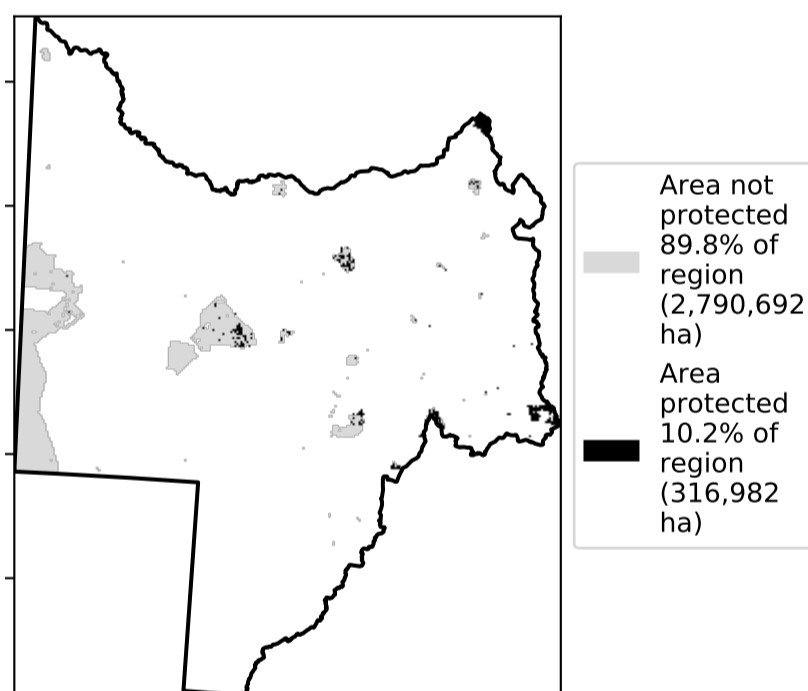 Area not
protected
89.8% of
region
(2,790,692
ha)
Area
protected
10.2% of
region
(316,982
ha)